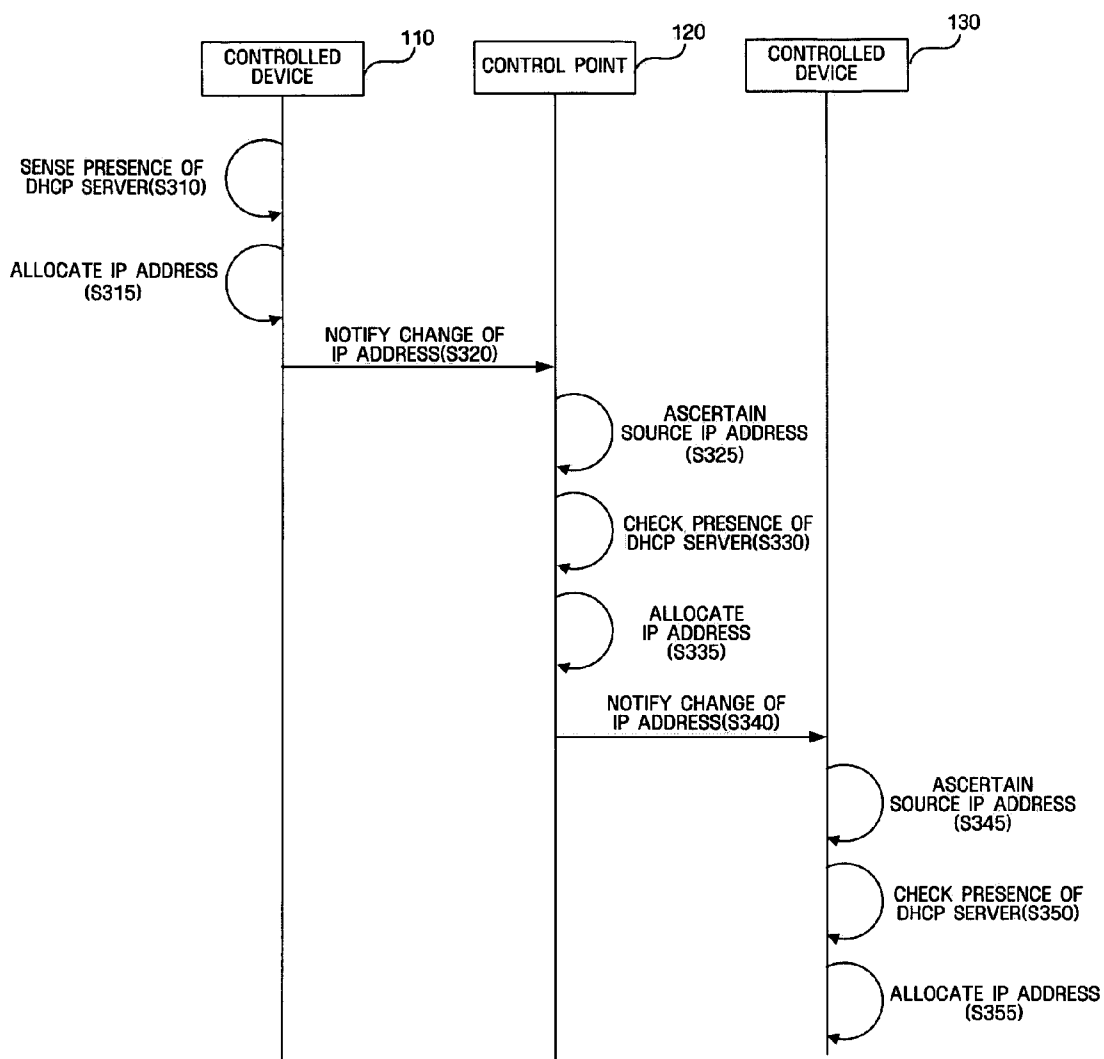 110
CONTROLLED
DEVICE
120
CONTROL POINT
130
CONTROLLED
DEVICE
SENSE PRESENCE OF
DHCP SERVER(S310)
ALLOCATE IP ADDRESS
(S315)
NOTIFY CHANGE OF
IP ADDRESS(S320)
ASCERTAIN
SOURCE IP ADDRESS
(S325)
CHECK PRESENCE OF
DHCP SERVER(S330)
ALLOCATE
IP ADDRESS
(S335)
NOTIFY CHANGE OF
IP ADDRESS(S340)
ASCERTAIN
SOURCE IP ADDRESS
(S345)
CHECK PRESENCE OF
DHCP SERVER(S350)
ALLOCATE IP ADDRESS
(S355)